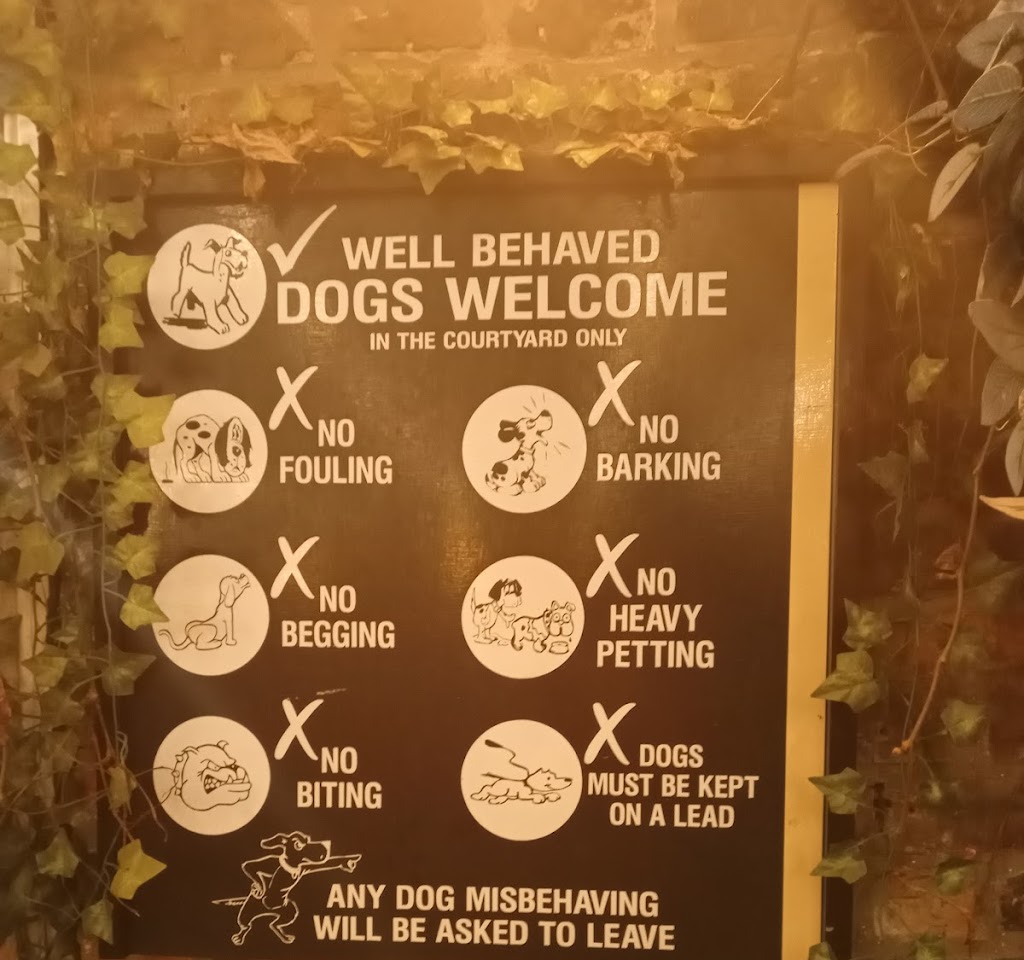 WELL BEHAVED
DOGS WELCOME
IN THE COURTYARD ONLY
NO
FOULING
NO
BARKING
NO
BEGGING
NO
HEAVY
PETTING
NO
BITING
DOGS
MUST BE KEPT
ON A LEAD
ANY DOG MISBEHAVING
WILL BE ASKED TO LEAVE